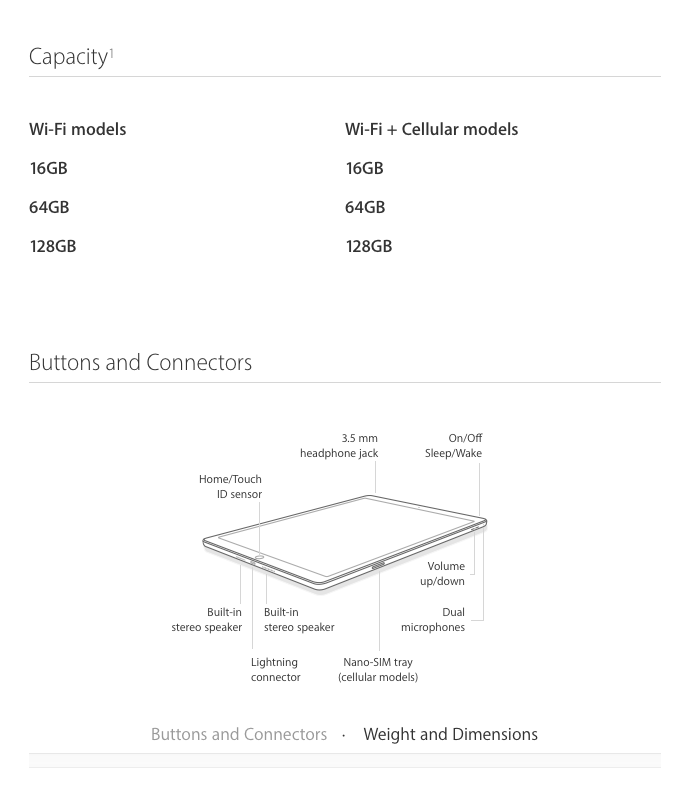 Capacity1
Wi-Fi models
Wi-Fi + Cellular models
16GB
16GB
64GB
64GB
128GB
128GB
Buttons and Connectors
3.5 mm
headphone jack
On/Off
Sleep/Wake
Home/Touch
ID sensor
Volume
up/down
Built-in
stereo speaker
Built-in
stereo speaker
Dual
microphones
Lightning
connector
Nano-SIM tray
(cellular models)
Buttons and Connectors · Weight and Dimensions